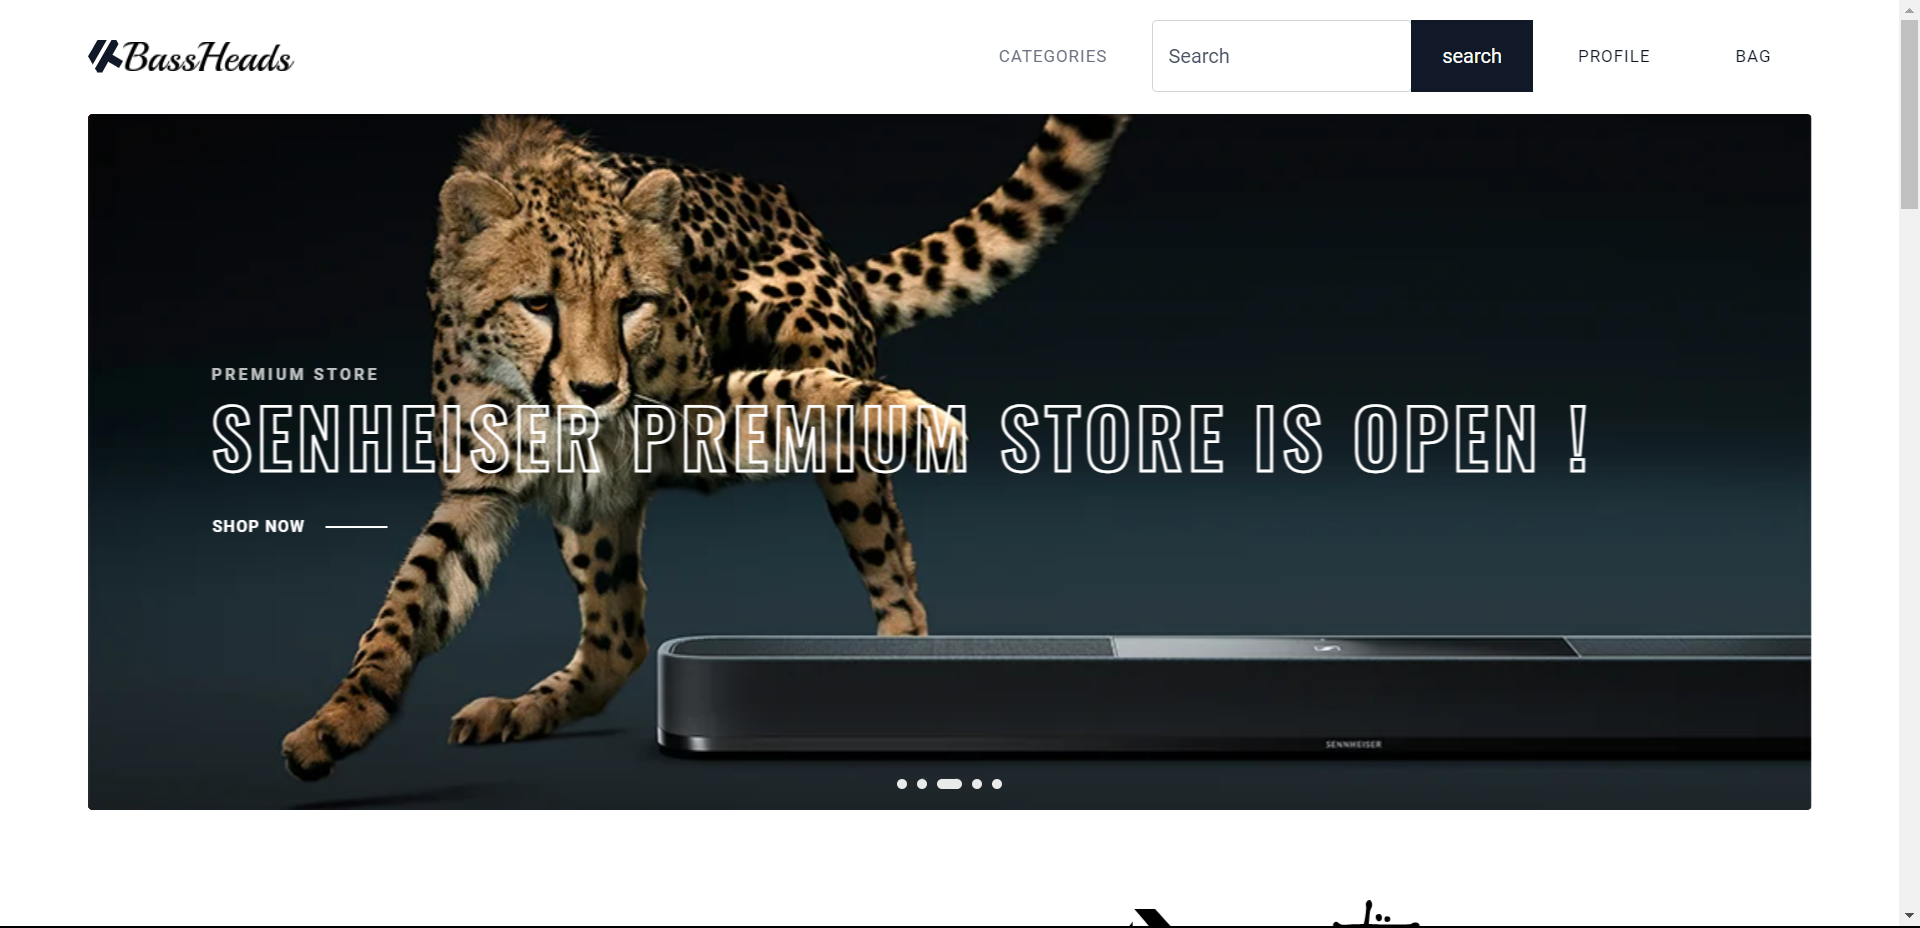 BassHeads
CATEGORIES
Search
search
PROFILE
BAG
PREMIUM STORE
SENHEISER PREMIUM STORE IS OPEN !
SHOP NOW
SENNHEISER